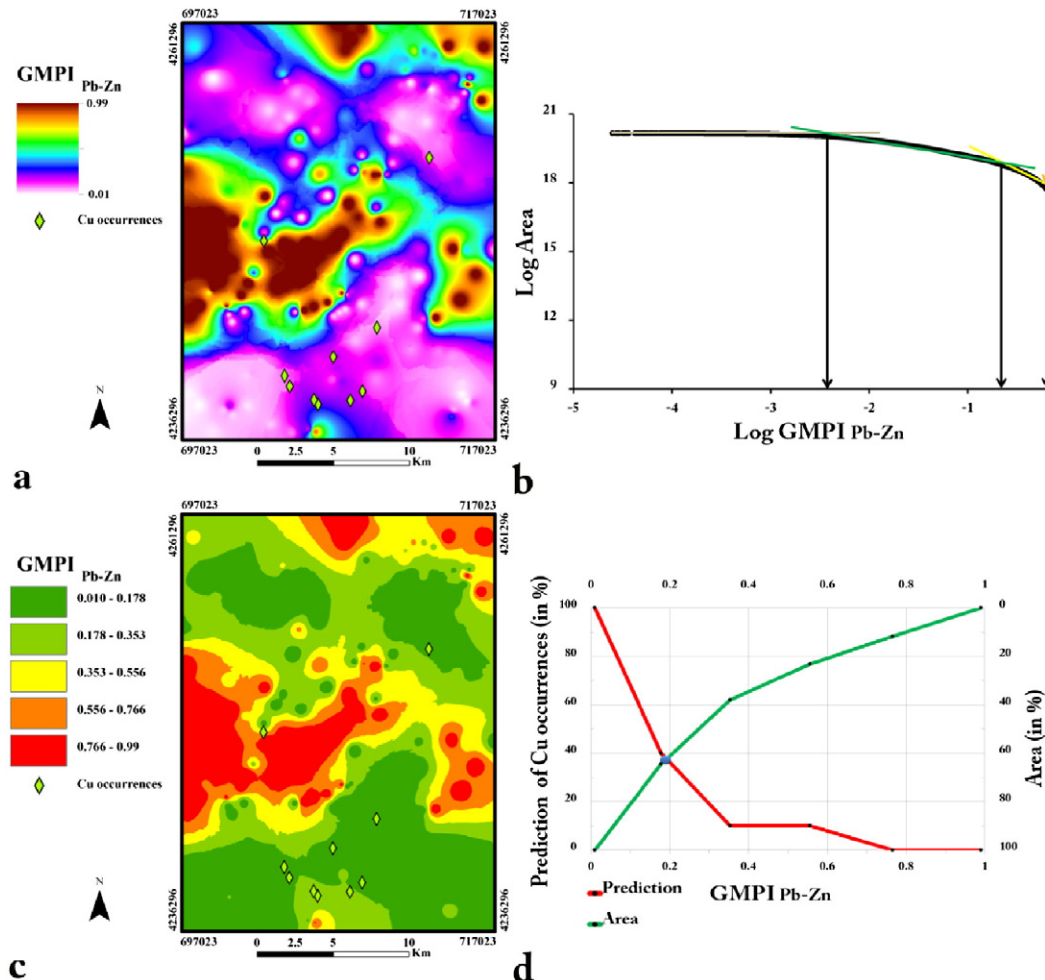 697023 717023
4261296 4261296
GMPI Pb-Zn
0.99
0.01
Cu occurrences
N
4236296 4236296
697023 717023
0 2.5 5 10
Km
a
21
18
15
12
9
Log Area
-5 -4 -3 -2 -1
Log GMPI Pb-Zn
b
697023 717023
4261296 4261296
GMPI Pb-Zn
0.010 - 0.178
0.178 - 0.353
0.353 - 0.556
0.556 - 0.766
0.766 - 0.99
Cu occurrences
N
4236296 4236296
697023 717023
0 2.5 5 10
Km
c
0 0.2 0.4 0.6 0.8 1
100 0
80 20
60 40
40 60
20 80
0 100
Prediction of Cu occurrences (in %)
Area (in %)
0 0.2 0.4 0.6 0.8 1
GMPI Pb-Zn
Prediction
Area
d